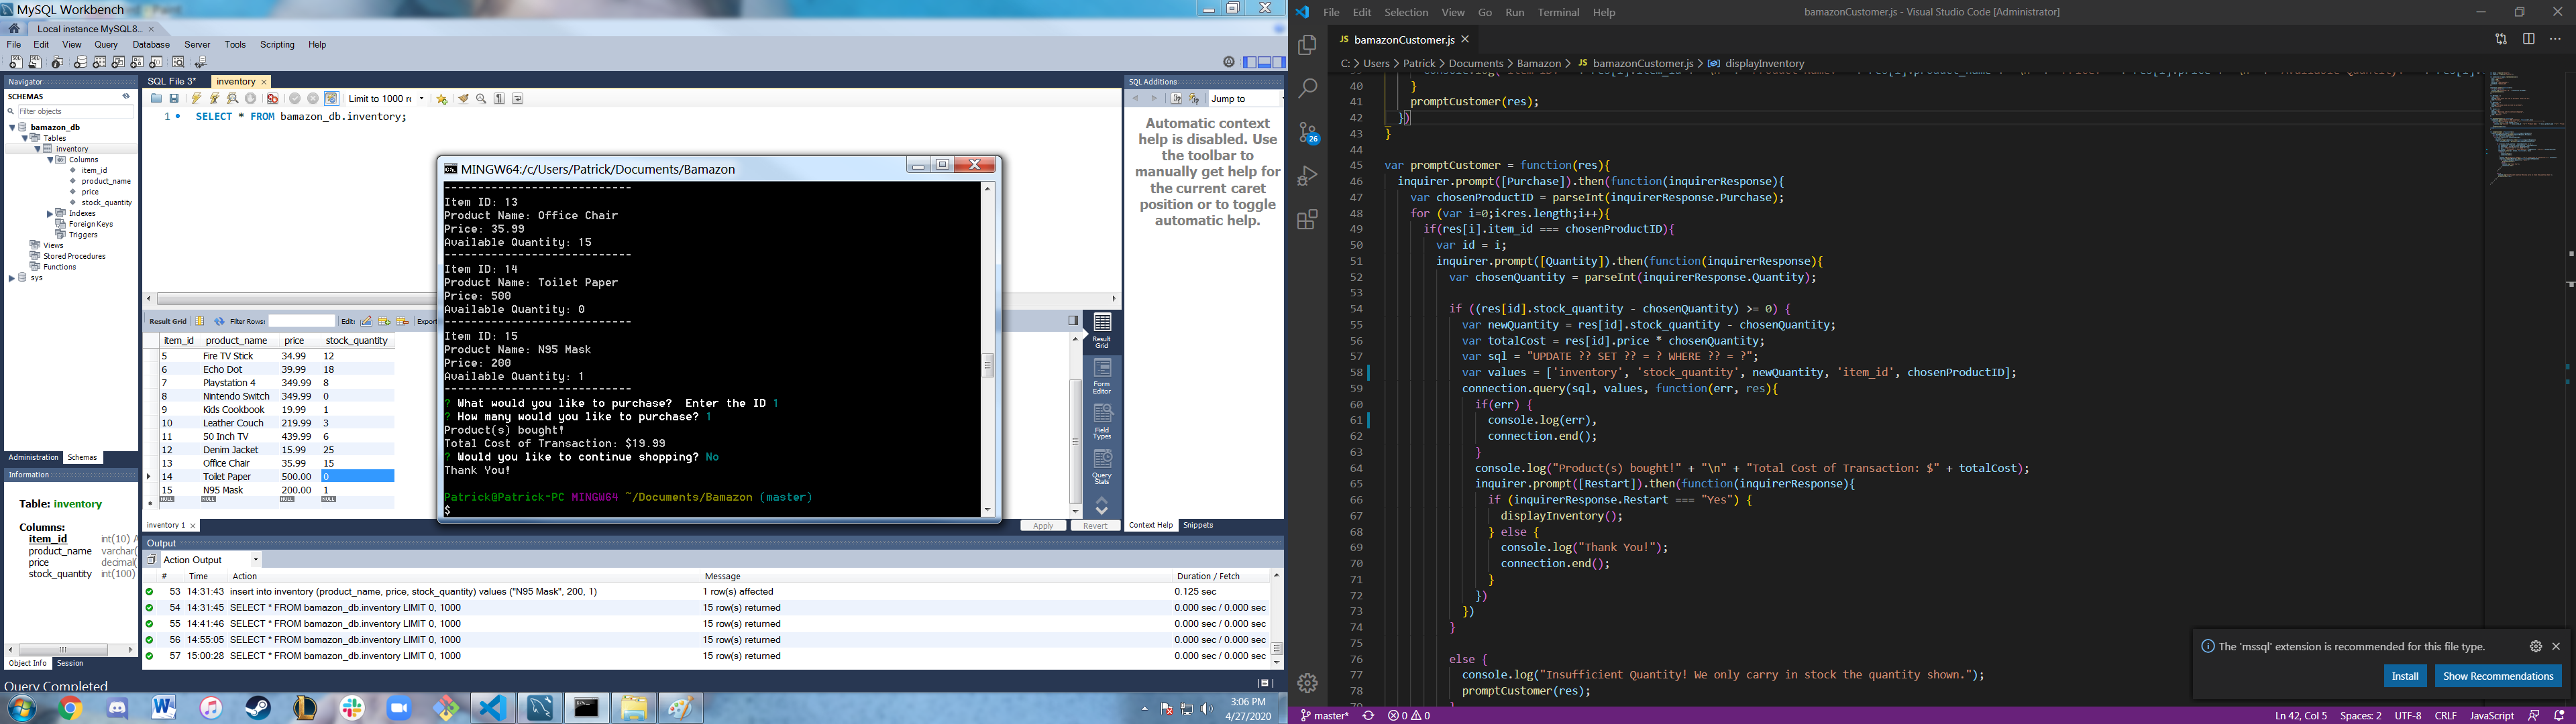 MySQL Workbench
Local instance MySQL8... ×
File Edit View Query Database Server Tools Scripting Help
Navigator
SCHEMAS
Filter objects
bamazon_db
Tables
inventory
Columns
item_id
product_name
price
stock_quantity
Indexes
Foreign Keys
Triggers
Views
Stored Procedures
Functions
sys
Administration Schemas
Information
Table: inventory
Columns:
item_id int(10) A
product_name varchar(
price decimal(
stock_quantity int(100)
Object Info Session
Query Completed
SQL File 3* inventory ×
Limit to 1000 r
1 SELECT * FROM bamazon_db.inventory;
Result Grid Filter Rows: Edit: Export
item_id product_name price stock_quantity
5 Fire TV Stick 34.99 12
6 Echo Dot 39.99 18
7 Playstation 4 349.99 8
8 Nintendo Switch 349.99 0
9 Kids Cookbook 19.99 1
10 Leather Couch 219.99 3
11 50 Inch TV 439.99 6
12 Denim Jacket 15.99 25
13 Office Chair 35.99 15
14 Toilet Paper 500.00 0
15 N95 Mask 200.00 1
NULL NULL NULL NULL
inventory 1 ×
Apply Revert
Result Grid
Form Editor
Field Types
Query Stats
SQL Additions
Jump to
Automatic context
help is disabled. Use
the toolbar to
manually get help for
the current caret
position or to toggle
automatic help.
Context Help Snippets
MINGW64:/c/Users/Patrick/Documents/Bamazon
-----------------------------
Item ID: 13
Product Name: Office Chair
Price: 35.99
Available Quantity: 15
-----------------------------
Item ID: 14
Product Name: Toilet Paper
Price: 500
Available Quantity: 0
-----------------------------
Item ID: 15
Product Name: N95 Mask
Price: 200
Available Quantity: 1
-----------------------------
? What would you like to purchase?  Enter the ID 1
? How many would you like to purchase? 1
Product(s) bought!
Total Cost of Transaction: $19.99
? Would you like to continue shopping? No
Thank You!
Patrick@Patrick-PC MINGW64 ~/Documents/Bamazon (master)
$
Output
Action Output
# Time Action Message Duration / Fetch
53 14:31:43 insert into inventory (product_name, price, stock_quantity) values ("N95 Mask", 200, 1) 1 row(s) affected 0.125 sec
54 14:31:45 SELECT * FROM bamazon_db.inventory LIMIT 0, 1000 15 row(s) returned 0.000 sec / 0.000 sec
55 14:41:46 SELECT * FROM bamazon_db.inventory LIMIT 0, 1000 15 row(s) returned 0.000 sec / 0.000 sec
56 14:55:05 SELECT * FROM bamazon_db.inventory LIMIT 0, 1000 15 row(s) returned 0.000 sec / 0.000 sec
57 15:00:28 SELECT * FROM bamazon_db.inventory LIMIT 0, 1000 15 row(s) returned 0.000 sec / 0.000 sec
3:06 PM
4/27/2020
File Edit Selection View Go Run Terminal Help
bamazonCustomer.js - Visual Studio Code [Administrator]
JS bamazonCustomer.js ×
C: > Users > Patrick > Documents > Bamazon > JS bamazonCustomer.js > displayInventory
40 }
41 promptCustomer(res);
42 })
43 }
44
45 var promptCustomer = function(res){
46 inquirer.prompt([Purchase]).then(function(inquirerResponse){
47 var chosenProductID = parseInt(inquirerResponse.Purchase);
48 for (var i=0;i<res.length;i++){
49 if(res[i].item_id === chosenProductID){
50 var id = i;
51 inquirer.prompt([Quantity]).then(function(inquirerResponse){
52 var chosenQuantity = parseInt(inquirerResponse.Quantity);
53
54 if ((res[id].stock_quantity - chosenQuantity) >= 0) {
55 var newQuantity = res[id].stock_quantity - chosenQuantity;
56 var totalCost = res[id].price * chosenQuantity;
57 var sql = "UPDATE ?? SET ?? = ? WHERE ?? = ?";
58 var values = ['inventory', 'stock_quantity', newQuantity, 'item_id', chosenProductID];
59 connection.query(sql, values, function(err, res){
60 if(err) {
61 console.log(err),
62 connection.end();
63 }
64 console.log("Product(s) bought!" + "\n" + "Total Cost of Transaction: $" + totalCost);
65 inquirer.prompt([Restart]).then(function(inquirerResponse){
66 if (inquirerResponse.Restart === "Yes") {
67 displayInventory();
68 } else {
69 console.log("Thank You!");
70 connection.end();
71 }
72 })
73 })
74 }
75
76 else {
77 console.log("Insufficient Quantity! We only carry in stock the quantity shown.");
78 promptCustomer(res);
26
The 'mssql' extension is recommended for this file type.
Install Show Recommendations
master* 0 0 Ln 42, Col 5 Spaces: 2 UTF-8 CRLF JavaScript